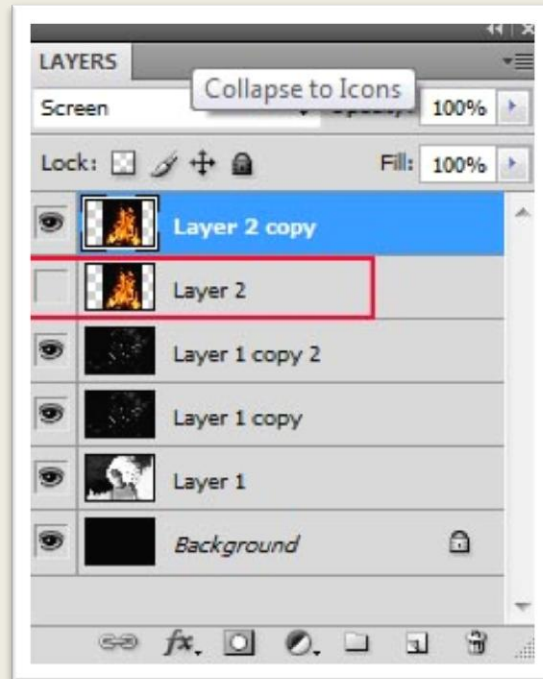 LAYERS
Collapse to Icons
Screen 100%
Lock: Fill: 100%
Layer 2 copy
Layer 2
Layer 1 copy 2
Layer 1 copy
Layer 1
Background
fx.